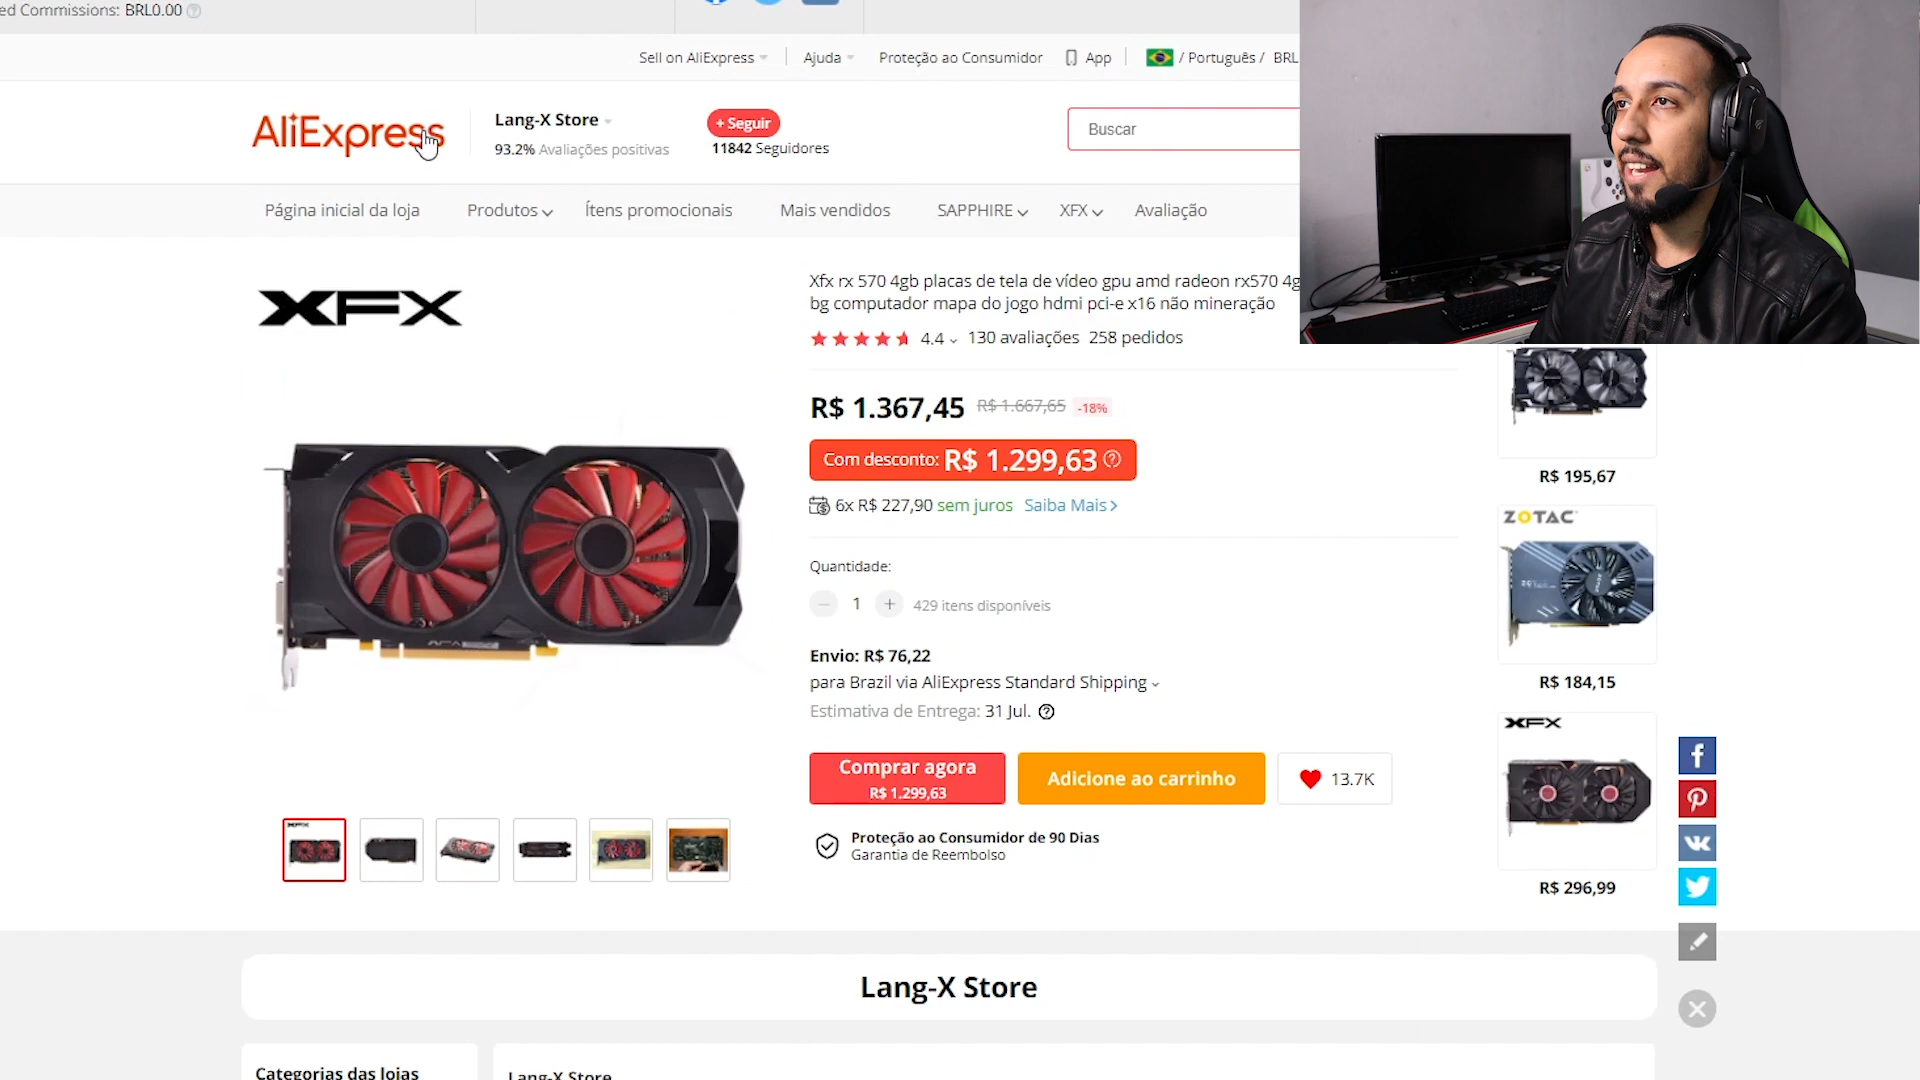 ed Commissions: BRL0.00
Sell on AliExpress
Ajuda
Proteção ao Consumidor
App
/ Português / BRL
AliExpress
Lang-X Store
93.2% Avaliações positivas
+ Seguir
11842 Seguidores
Buscar
Página inicial da loja
Produtos
Ítens promocionais
Mais vendidos
SAPPHIRE
XFX
Avaliação
XFX
Xfx rx 570 4gb placas de tela de vídeo gpu amd radeon rx570 4g
bg computador mapa do jogo hdmi pci-e x16 não mineração
4.4 130 avaliações 258 pedidos
R$ 1.367,45 R$ 1.667,65 -18%
Com desconto: R$ 1.299,63
6x R$ 227,90 sem juros Saiba Mais
Quantidade:
1
429 itens disponíveis
Envio: R$ 76,22
para Brazil via AliExpress Standard Shipping
Estimativa de Entrega: 31 Jul.
Comprar agora
R$ 1.299,63
Adicione ao carrinho
13.7K
Proteção ao Consumidor de 90 Dias
Garantia de Reembolso
R$ 195,67
ZOTAC
R$ 184,15
XFX
R$ 296,99
Lang-X Store
Categorias das lojas
Lang-X Store